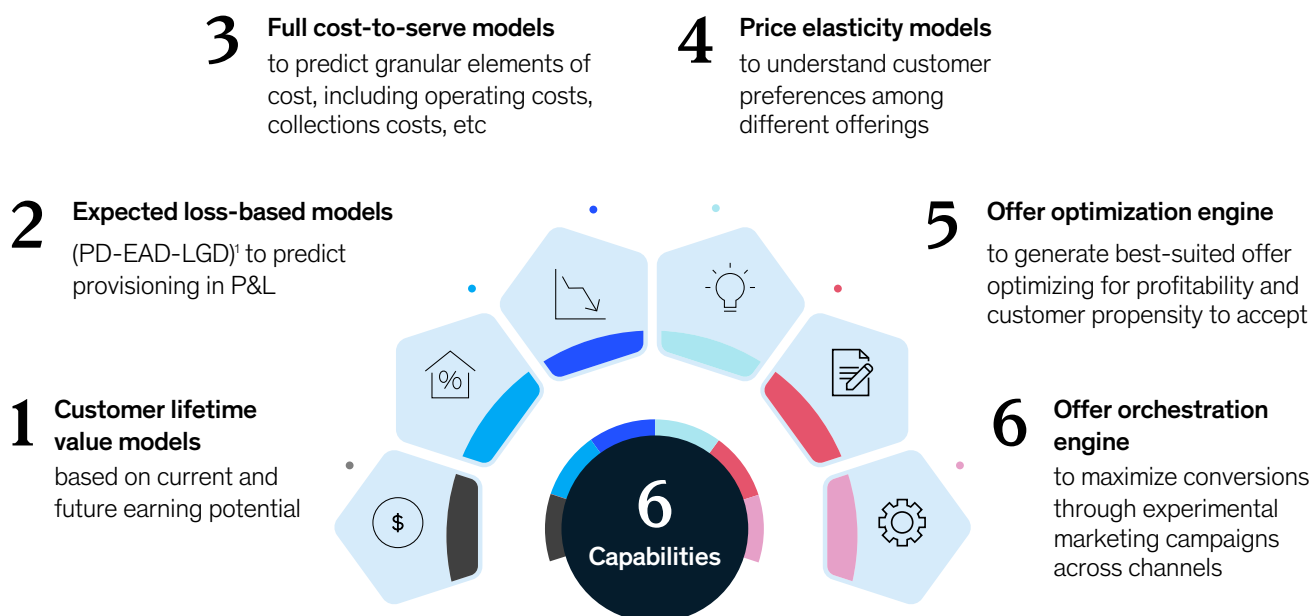 3
Full cost-to-serve models
to predict granular elements of
cost, including operating costs,
collections costs, etc
4
Price elasticity models
to understand customer
preferences among
different offerings
2
Expected loss-based models
(PD-EAD-LGD)¹ to predict
provisioning in P&L
5
Offer optimization engine
to generate best-suited offer
optimizing for profitability and
customer propensity to accept
1
Customer lifetime
value models
based on current and
future earning potential
6
Offer orchestration
engine
to maximize conversions
through experimental
marketing campaigns
across channels
%
$
6
Capabilities